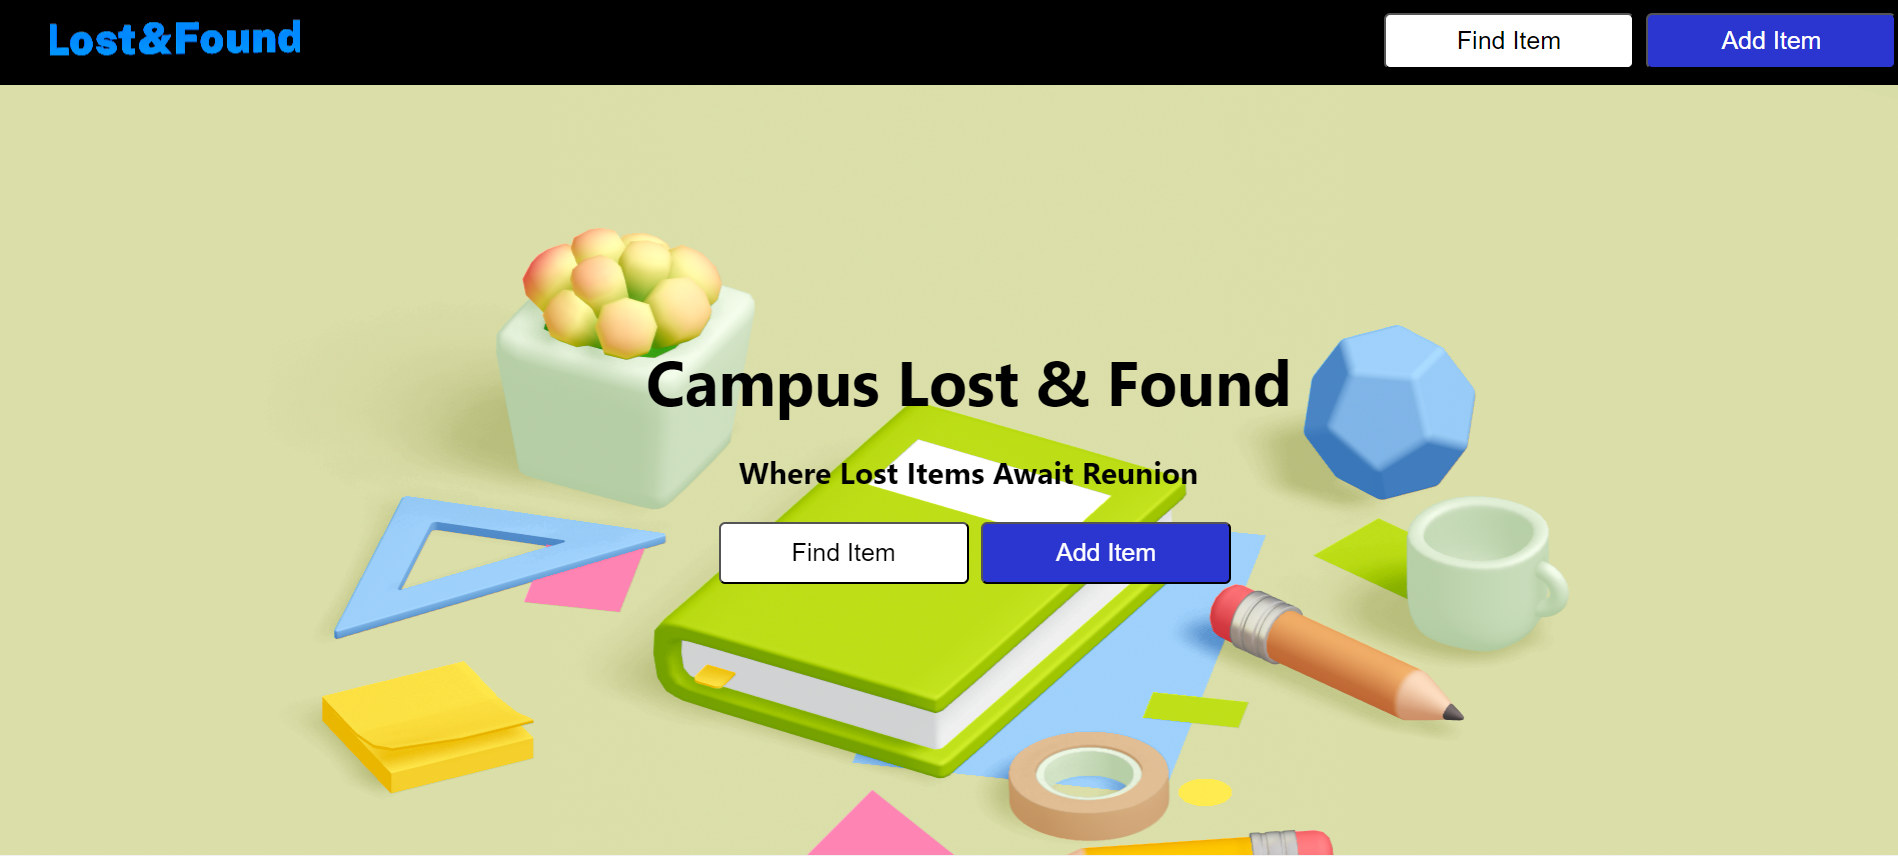 Lost&Found
Find Item
Add Item
Campus Lost & Found
Where Lost Items Await Reunion
Find Item
Add Item